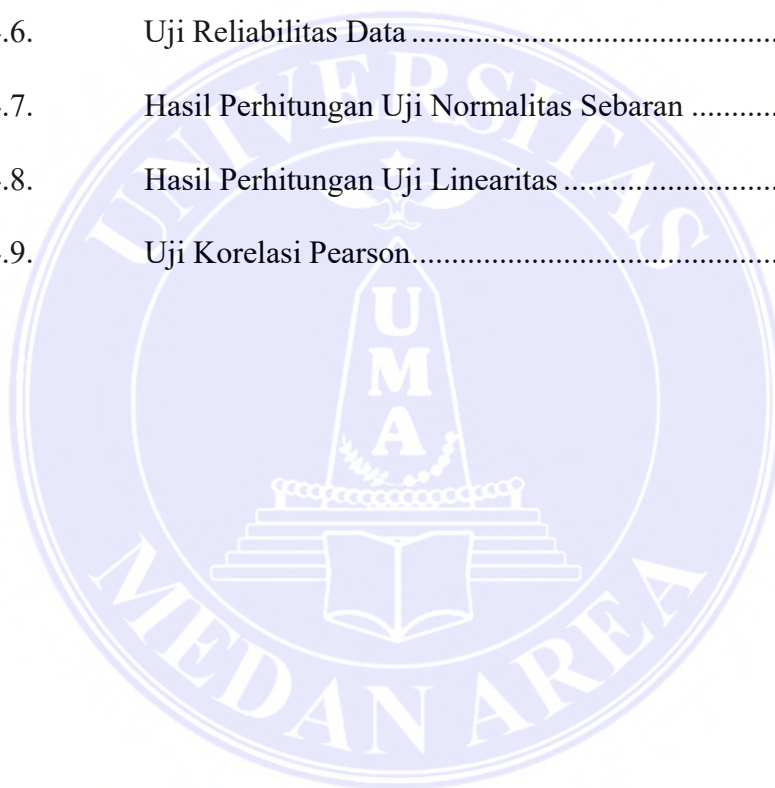 .6. Uji Reliabilitas Data ..............................................
.7. Hasil Perhitungan Uji Normalitas Sebaran ...........
.8. Hasil Perhitungan Uji Linearitas ...........................
.9. Uji Korelasi Pearson..............................................
UNIVERSITAS
UMA
MEDAN AREA